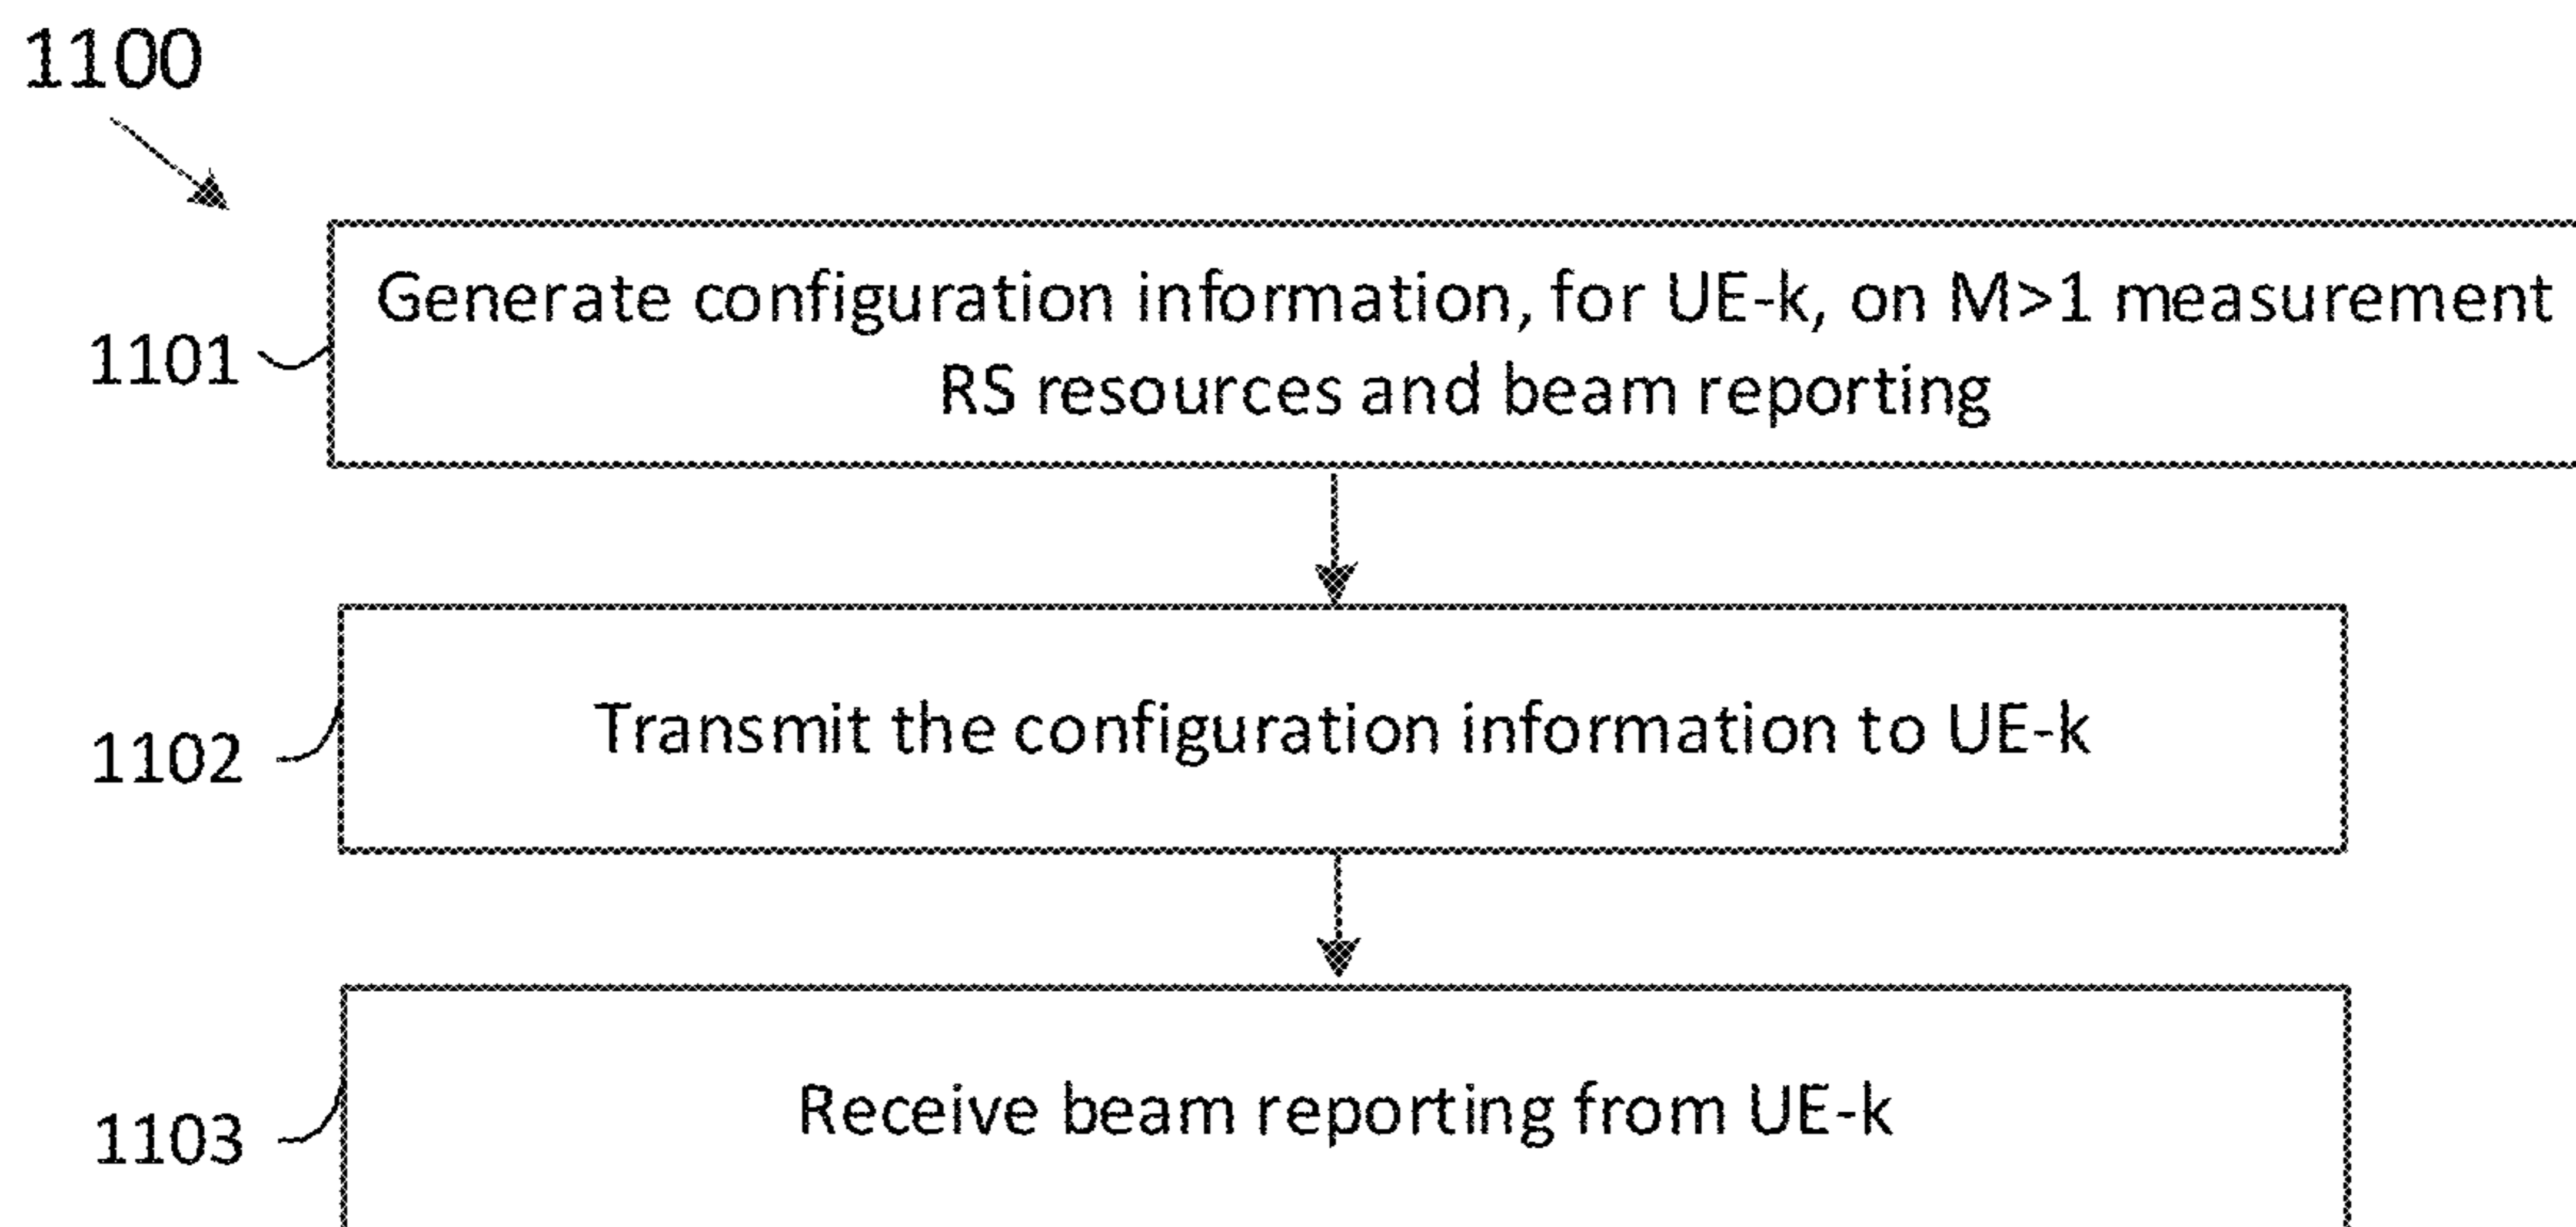 1100
1101
Generate configuration information, for UE-k, on M>1 measurement
RS resources and beam reporting
1102
Transmit the configuration information to UE-k
1103
Receive beam reporting from UE-k